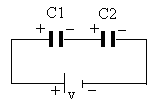 C1 C2
+ − + −
+ v −